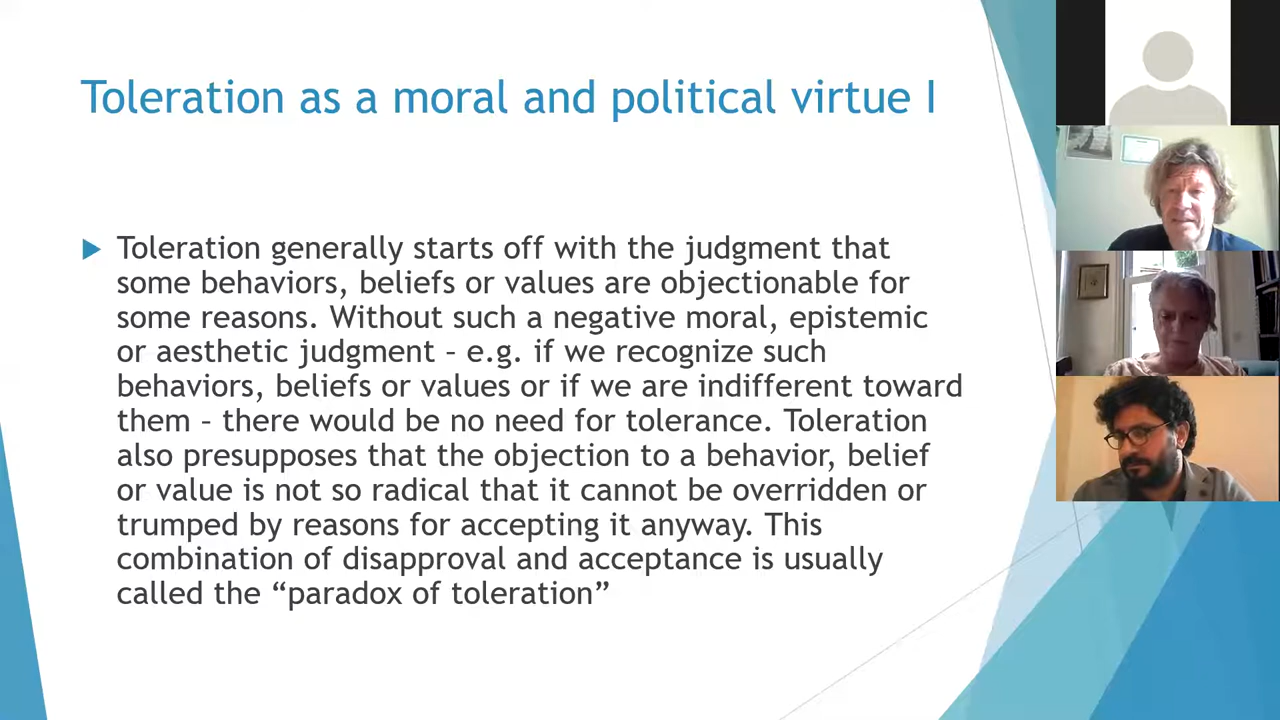 Toleration as a moral and political virtue I
Toleration generally starts off with the judgment that
some behaviors, beliefs or values are objectionable for
some reasons. Without such a negative moral, epistemic
or aesthetic judgment – e.g. if we recognize such
behaviors, beliefs or values or if we are indifferent toward
them – there would be no need for tolerance. Toleration
also presupposes that the objection to a behavior, belief
or value is not so radical that it cannot be overridden or
trumped by reasons for accepting it anyway. This
combination of disapproval and acceptance is usually
called the “paradox of toleration”